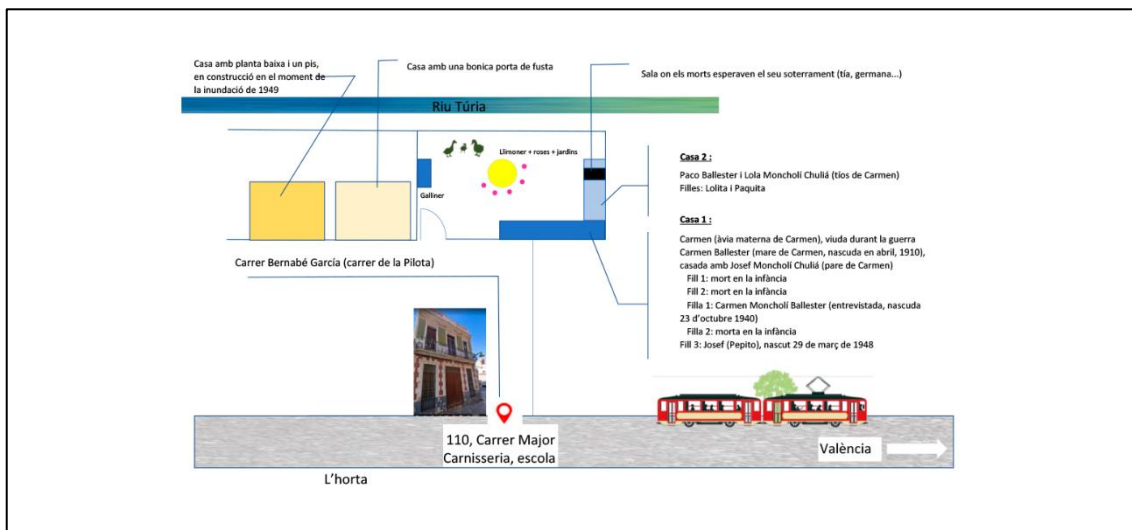 Casa amb planta baixa i un pis,
en construcció en el moment de
la inundació de 1949
Casa amb una bonica porta de fusta
Sala on els morts esperaven el seu soterrament (tía, germana...)
Riu Túria
Llimoner + roses + jardins
Galliner
Casa 2 :
Paco Ballester i Lola Moncholí Chuliá (tíos de Carmen)
Filles: Lolita i Paquita
Casa 1 :
Carmen (àvia materna de Carmen), viuda durant la guerra
Carmen Ballester (mare de Carmen, nascuda en abril, 1910),
casada amb Josef Moncholí Chuliá (pare de Carmen)
Fill 1: mort en la infància
Fill 2: mort en la infància
Filla 1: Carmen Moncholí Ballester (entrevistada, nascuda
23 d'octubre 1940)
Filla 2: morta en la infància
Fill 3: Josef (Pepito), nascut 29 de març de 1948
Carrer Bernabé García (carrer de la Pilota)
110, Carrer Major
Carnisseria, escola
València
L'horta